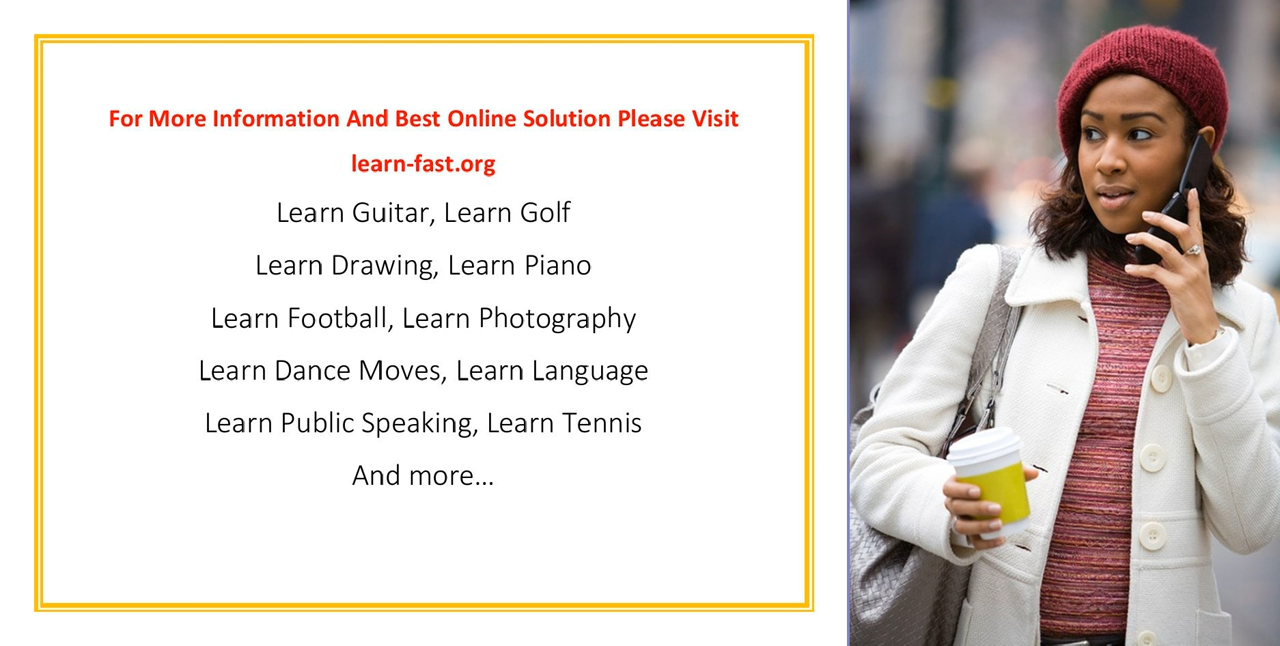 For More Information And Best Online Solution Please Visit
learn-fast.org
Learn Guitar, Learn Golf
Learn Drawing, Learn Piano
Learn Football, Learn Photography
Learn Dance Moves, Learn Language
Learn Public Speaking, Learn Tennis
And more...